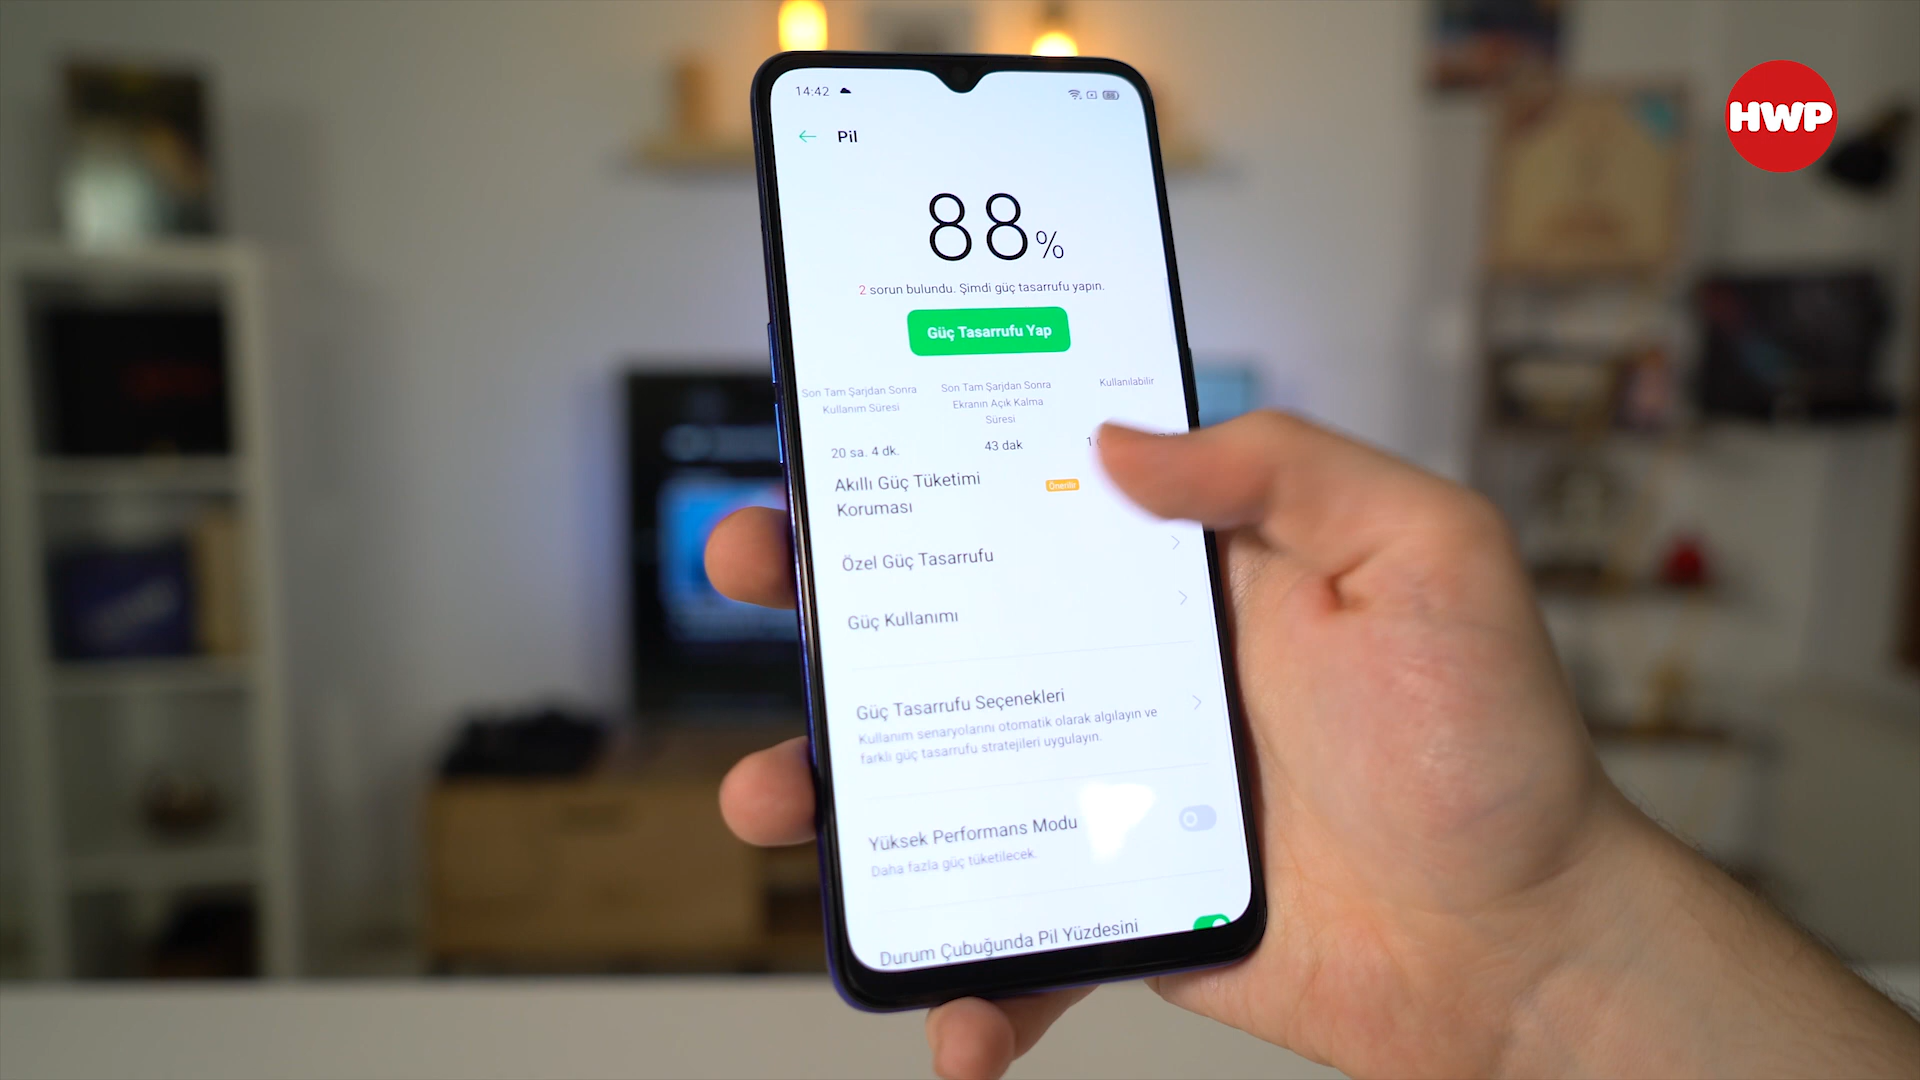 HWP
14:42
88
Pil
88%
2 sorun bulundu. Şimdi güç tasarrufu yapın.
Güç Tasarrufu Yap
Son Tam Şarjdan Sonra
Kullanım Süresi
20 sa. 4 dk.
Son Tam Şarjdan Sonra
Ekranın Açık Kalma
Süresi
43 dak
Kullanılabilir
1
Akıllı Güç Tüketimi
Koruması
Önerilir
Özel Güç Tasarrufu
Güç Kullanımı
Güç Tasarrufu Seçenekleri
Kullanım senaryolarını otomatik olarak algılayın ve
farklı güç tasarrufu stratejileri uygulayın.
Yüksek Performans Modu
Daha fazla güç tüketilecek.
Durum Çubuğunda Pil Yüzdesini